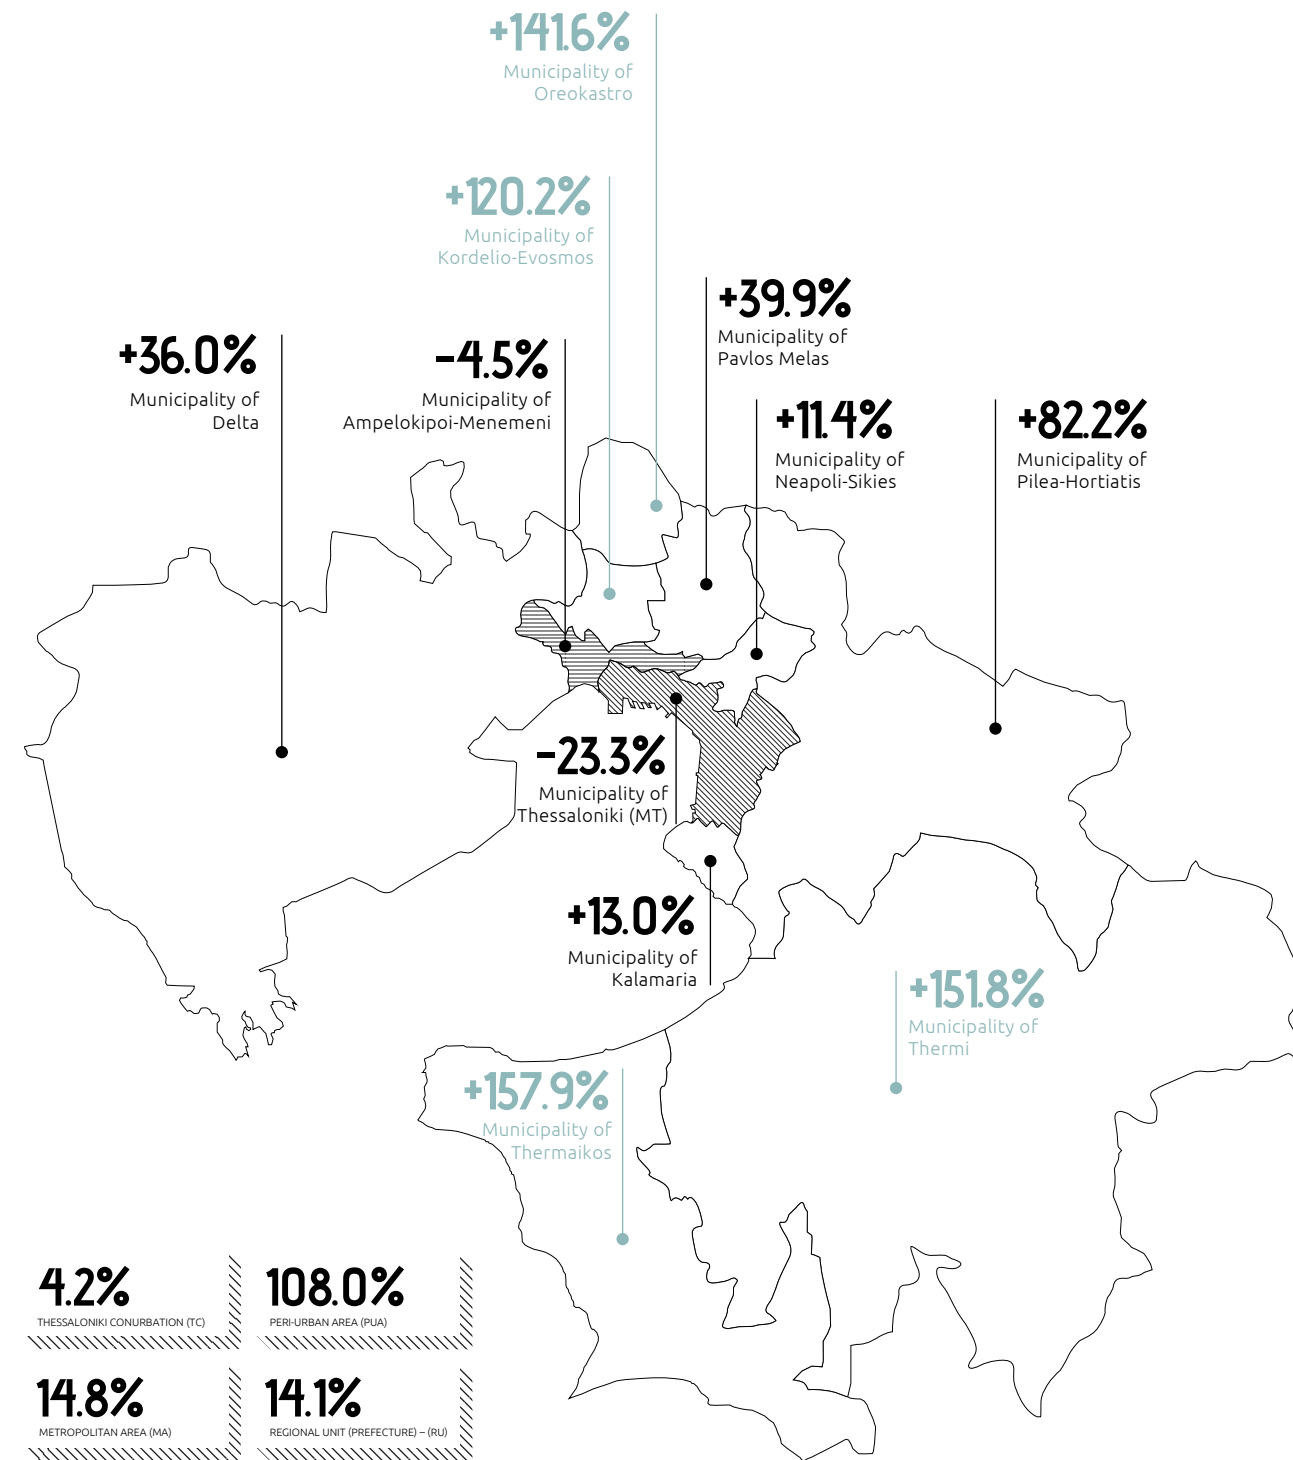 +141.6%
Municipality of
Oreokastro
+120.2%
Municipality of
Kordelio-Evosmos
+39.9%
Municipality of
Pavlos Melas
+36.0%
Municipality of
Delta
-4.5%
Municipality of
Ampelokipoi-Menemeni
+11.4%
Municipality of
Neapoli-Sikies
+82.2%
Municipality of
Pilea-Hortiatis
-23.3%
Municipality of
Thessaloniki (MT)
+13.0%
Municipality of
Kalamaria
+151.8%
Municipality of
Thermi
+157.9%
Municipality of
Thermaikos
4.2%
THESSALONIKI CONURBATION (TC)
108.0%
PERI-URBAN AREA (PUA)
14.8%
METROPOLITAN AREA (MA)
14.1%
REGIONAL UNIT (PREFECTURE) – (RU)